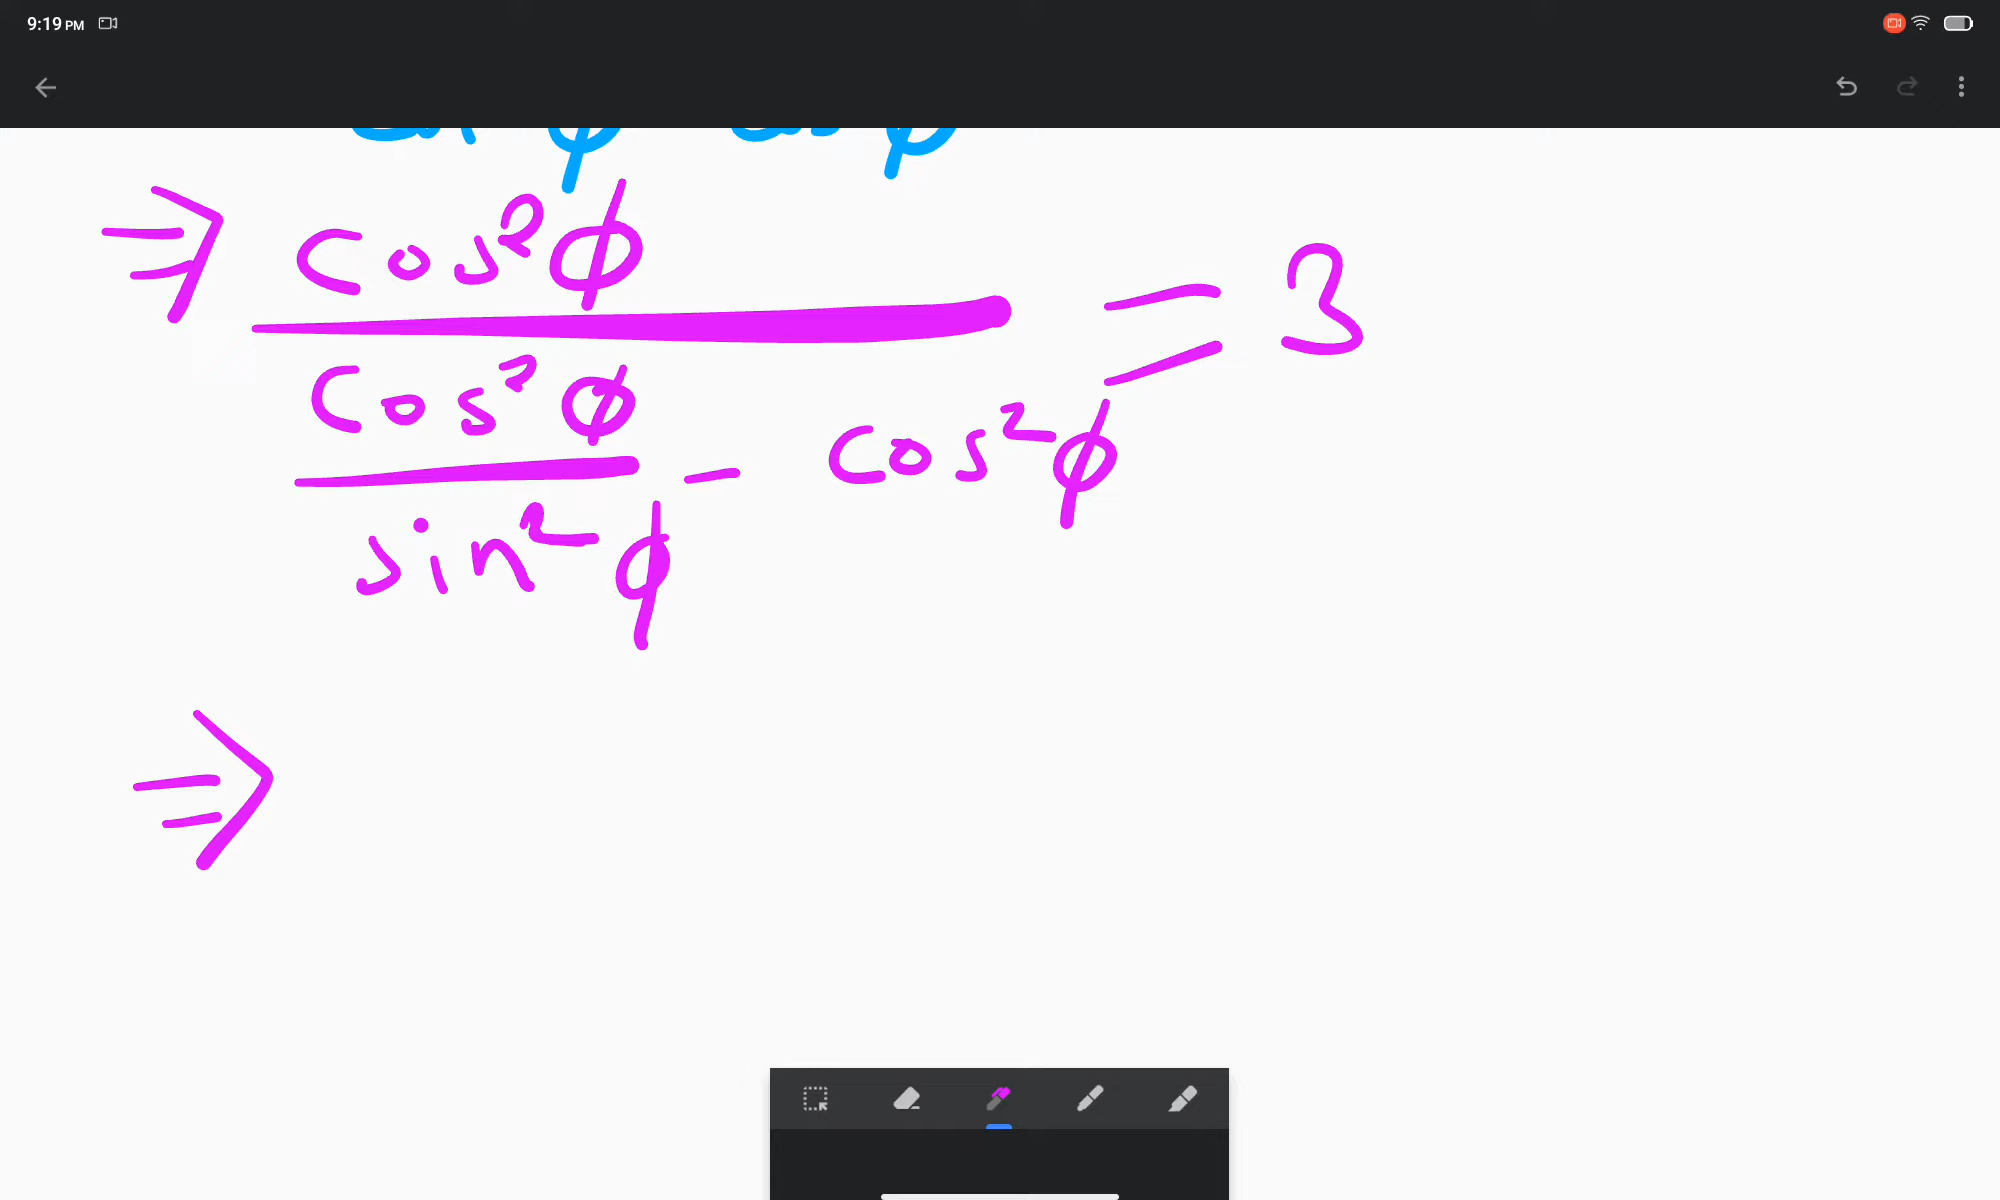 9:19 PM
⇒ cos²φ / (cos²φ / sin²φ - cos²φ) = 3
⇒